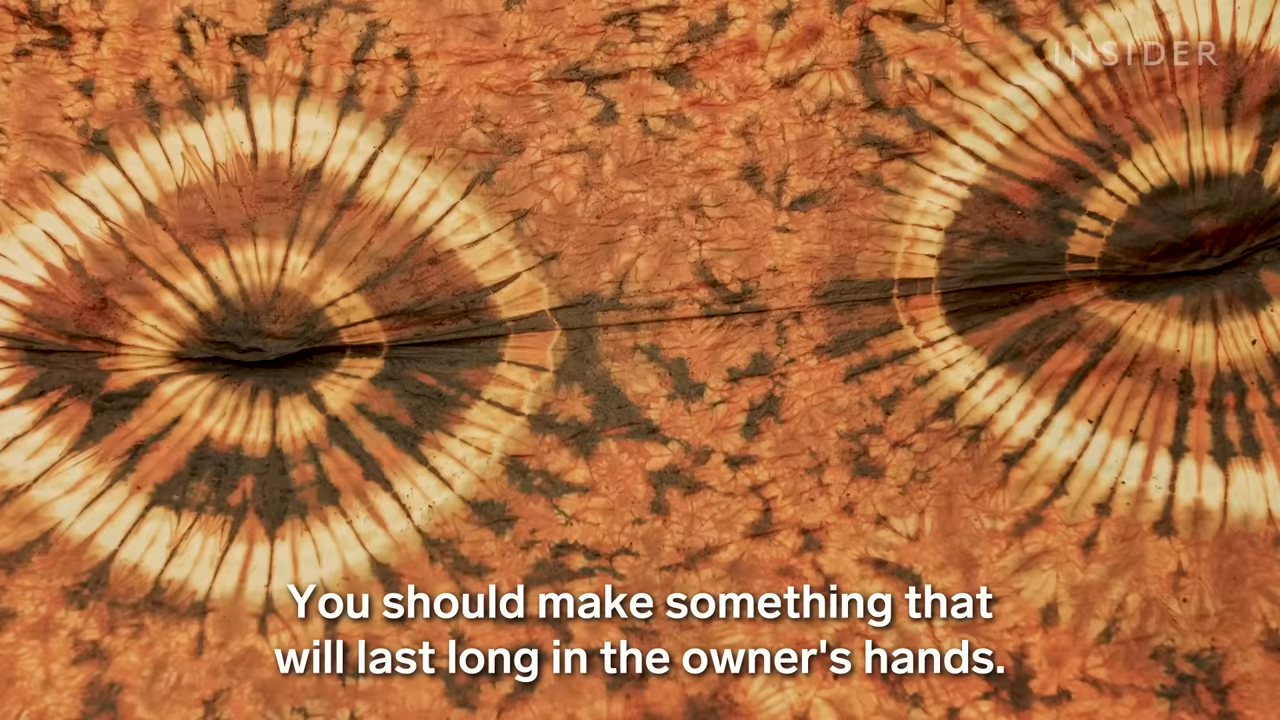 INSIDER
You should make something that
will last long in the owner's hands.